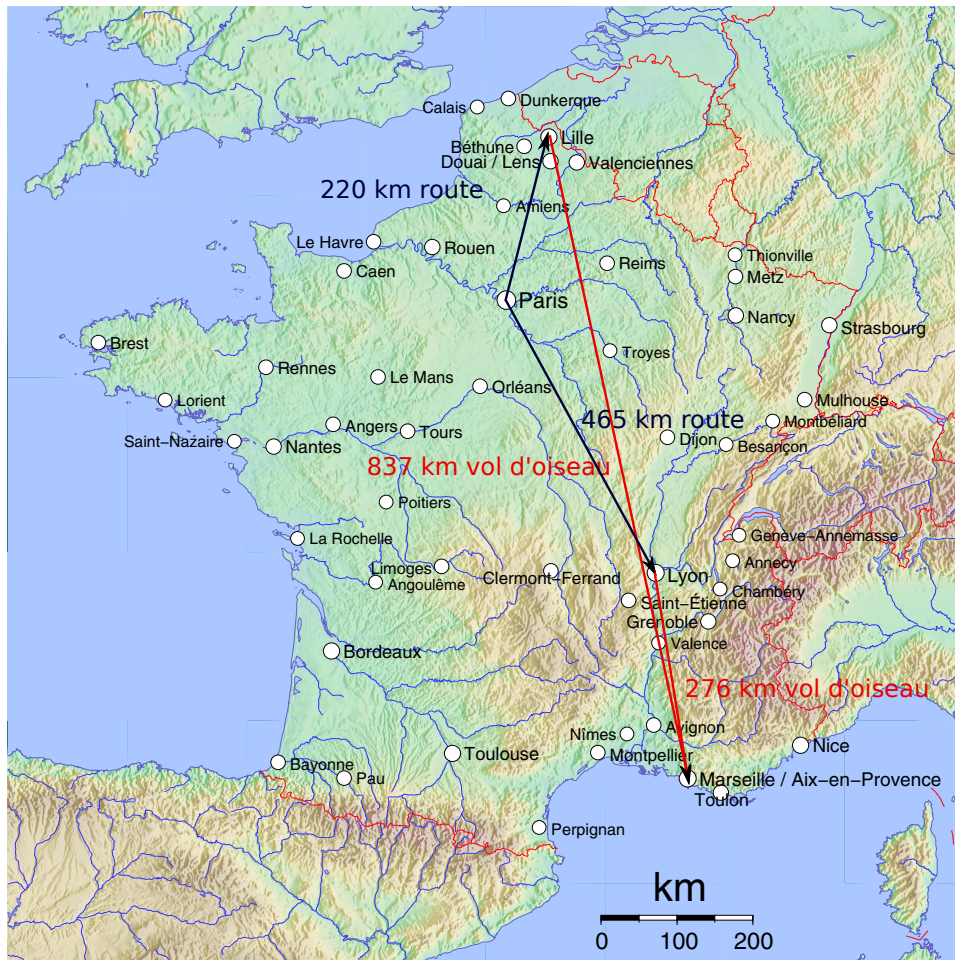 Dunkerque
Calais
Lille
Béthune
Douai / Lens
Valenciennes
220 km route
Amiens
Le Havre
Rouen
Thionville
Reims
Caen
Metz
Paris
Nancy
Strasbourg
Brest
Troyes
Rennes
Le Mans
Orléans
Lorient
Mulhouse
465 km route
Montbéliard
Angers
Tours
Saint-Nazaire
Dijon
Nantes
Besançon
837 km vol d'oiseau
Poitiers
La Rochelle
Genève-Annemasse
Annecy
Limoges
Clermont-Ferrand
Lyon
Angoulême
Chambéry
Saint-Étienne
Grenoble
Valence
Bordeaux
276 km vol d'oiseau
Avignon
Nîmes
Nice
Toulouse
Montpellier
Bayonne
Pau
Marseille / Aix-en-Provence
Toulon
Perpignan
km
0 100 200